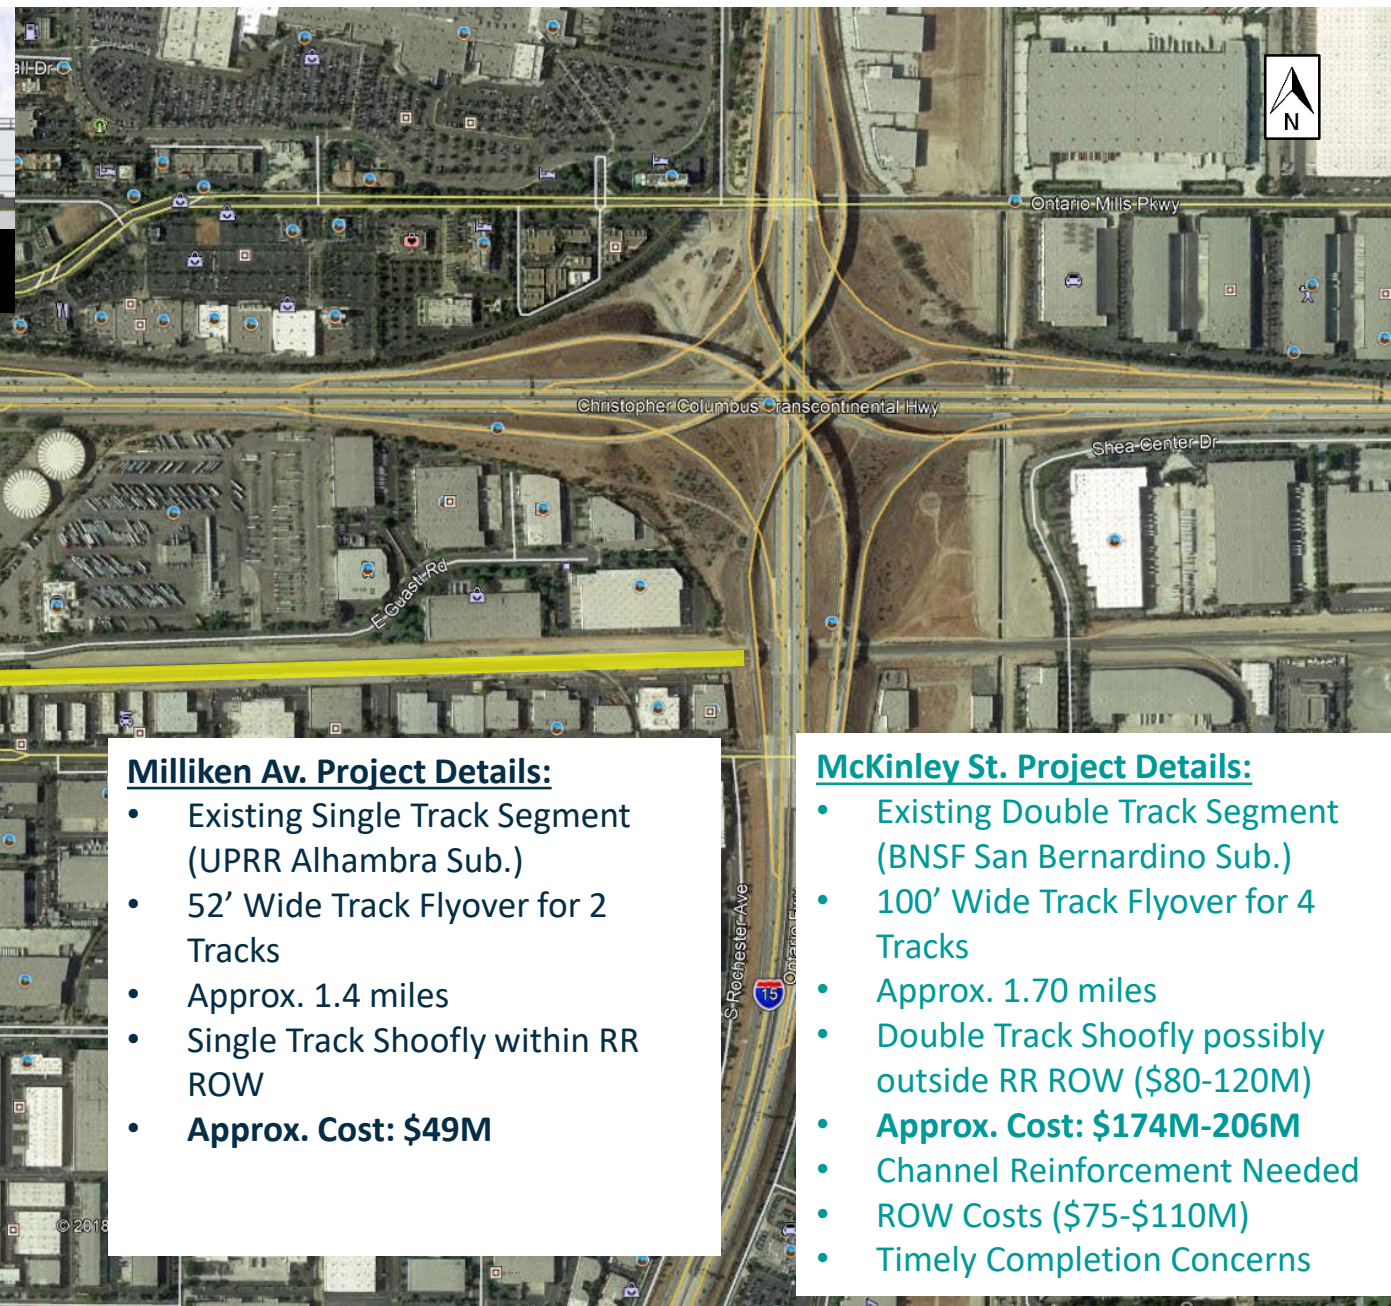 all Dr
N
Ontario Mills Pkwy
Christopher Columbus Transcontinental Hwy
Shea Center Dr
E Guasti Rd
Milliken Av. Project Details:
• Existing Single Track Segment
(UPRR Alhambra Sub.)
• 52’ Wide Track Flyover for 2
Tracks
• Approx. 1.4 miles
• Single Track Shoofly within RR
ROW
• Approx. Cost: $49M
S Rochester Ave
15
McKinley St. Project Details:
• Existing Double Track Segment
(BNSF San Bernardino Sub.)
• 100’ Wide Track Flyover for 4
Tracks
• Approx. 1.70 miles
• Double Track Shoofly possibly
outside RR ROW ($80-120M)
• Approx. Cost: $174M-206M
• Channel Reinforcement Needed
• ROW Costs ($75-$110M)
• Timely Completion Concerns
© 2018